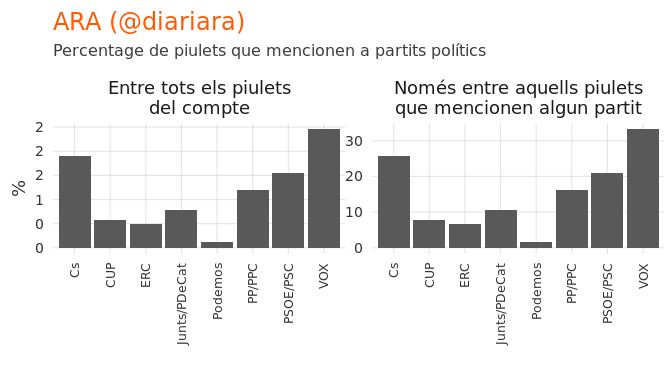 ARA (@diariara)
Percentage de piulets que mencionen a partits polítics
Entre tots els piulets
del compte
Només entre aquells piulets
que mencionen algun partit
%
2
2
2
1
0
0
30
20
10
0
Cs
CUP
ERC
Junts/PDeCat
Podemos
PP/PPC
PSOE/PSC
VOX
Cs
CUP
ERC
Junts/PDeCat
Podemos
PP/PPC
PSOE/PSC
VOX